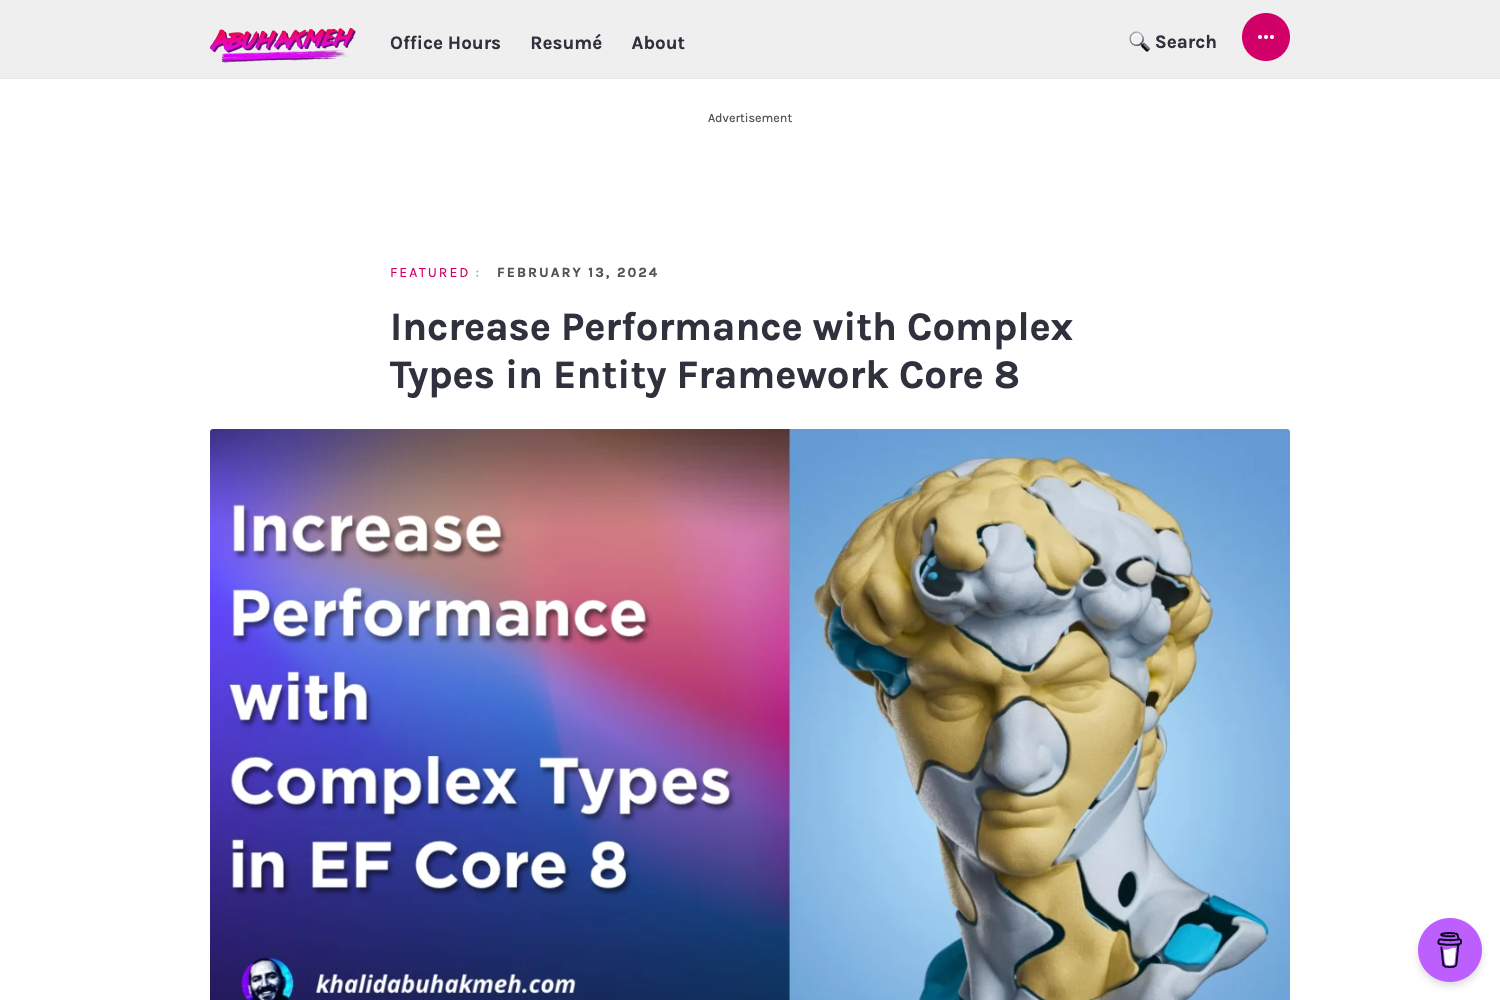 ABUHAKMEH
Office Hours
Resumé
About
🔍 Search
Advertisement
FEATURED : FEBRUARY 13, 2024
Increase Performance with Complex
Types in Entity Framework Core 8
Increase
Performance
with
Complex Types
in EF Core 8
khalidabuhakmeh.com